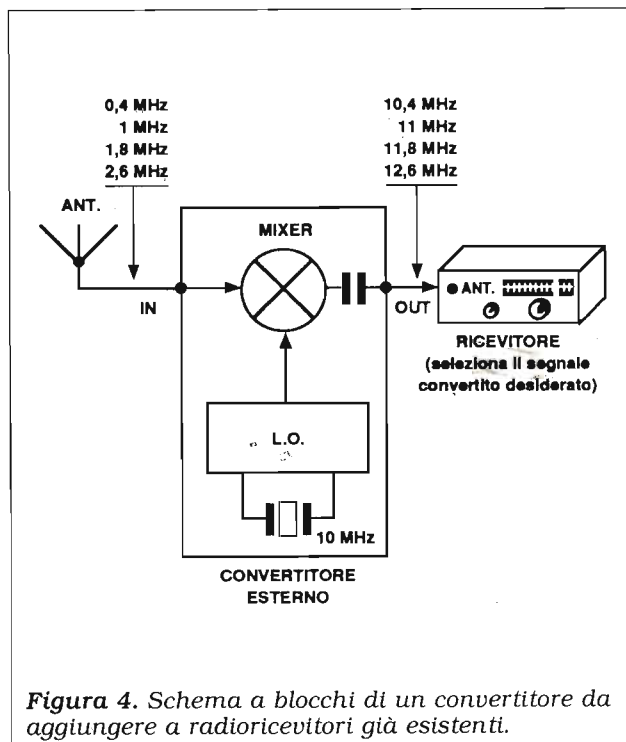 0,4 MHz
1 MHz
1,8 MHz
2,6 MHz
10,4 MHz
11 MHz
11,8 MHz
12,6 MHz
ANT.
MIXER
IN
OUT
ANT.
RICEVITORE
(seleziona il segnale
convertito desiderato)
L.O.
10 MHz
CONVERTITORE
ESTERNO
Figura 4. Schema a blocchi di un convertitore da
aggiungere a radioricevitori già esistenti.